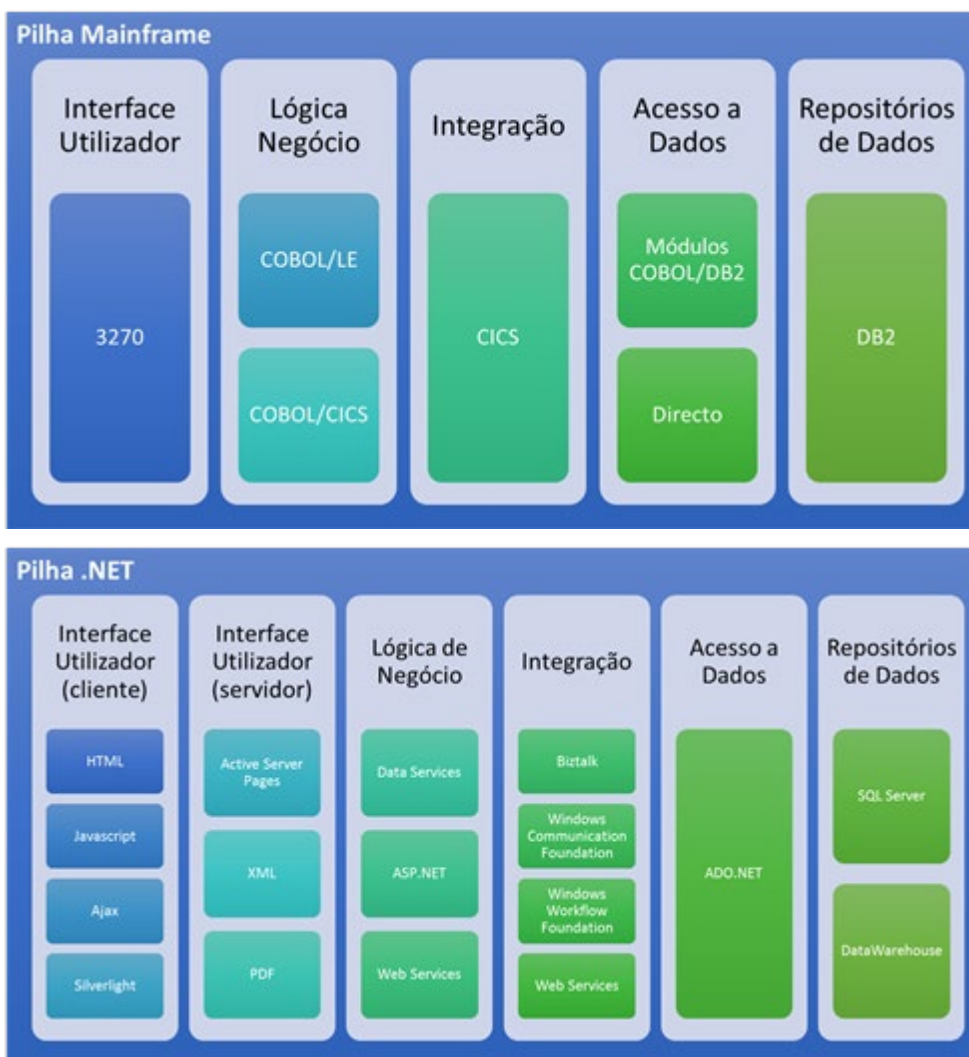 Pilha Mainframe
Interface
Utilizador
3270
Lógica
Negócio
COBOL/LE
COBOL/CICS
Integração
CICS
Acesso a
Dados
Módulos
COBOL/DB2
Directo
Repositórios
de Dados
DB2
Pilha .NET
Interface
Utilizador
(cliente)
HTML
Javascript
Ajax
Silverlight
Interface
Utilizador
(servidor)
Active Server
Pages
XML
PDF
Lógica de
Negócio
Data Services
ASP.NET
Web Services
Integração
Biztalk
Windows
Communication
Foundation
Windows
Workflow
Foundation
Web Services
Acesso a
Dados
ADO.NET
Repositórios
de Dados
SQL Server
DataWarehouse